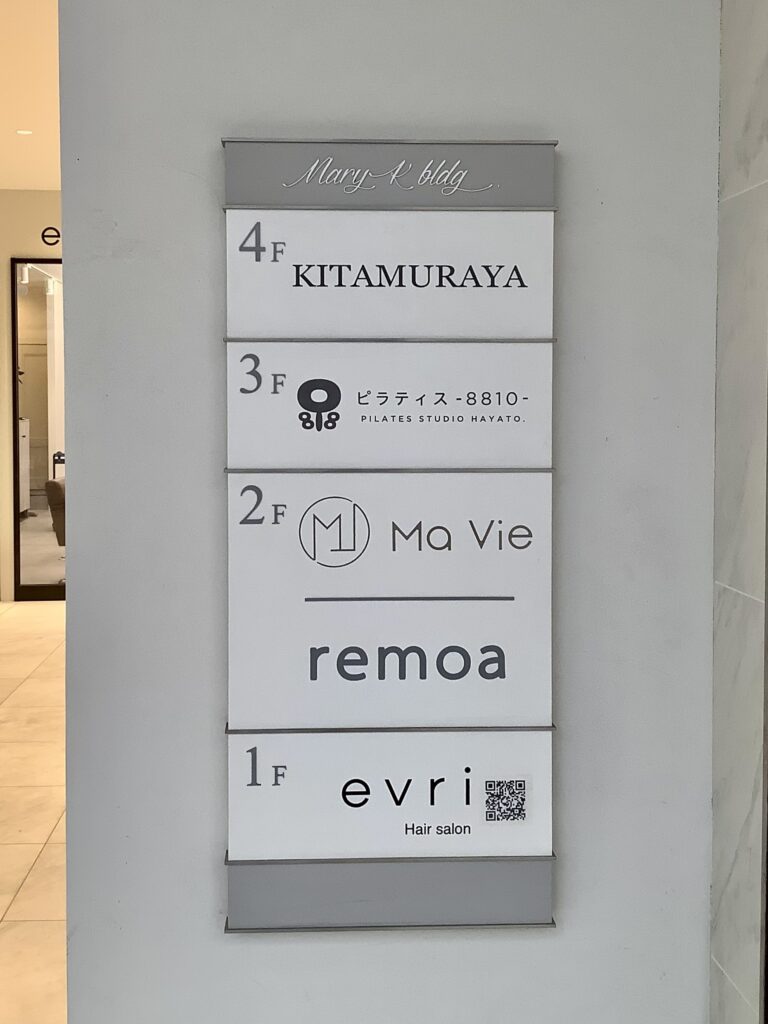 Mary K bldg.
4F
KITAMURAYA
3F
ピラティス -8810-
PILATES STUDIO HAYATO.
2F
Ma Vie
remoa
1F
evri
Hair salon
e